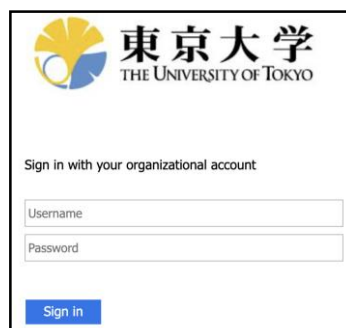 東京大学
THE UNIVERSITY OF TOKYO
Sign in with your organizational account
Username
Password
Sign in